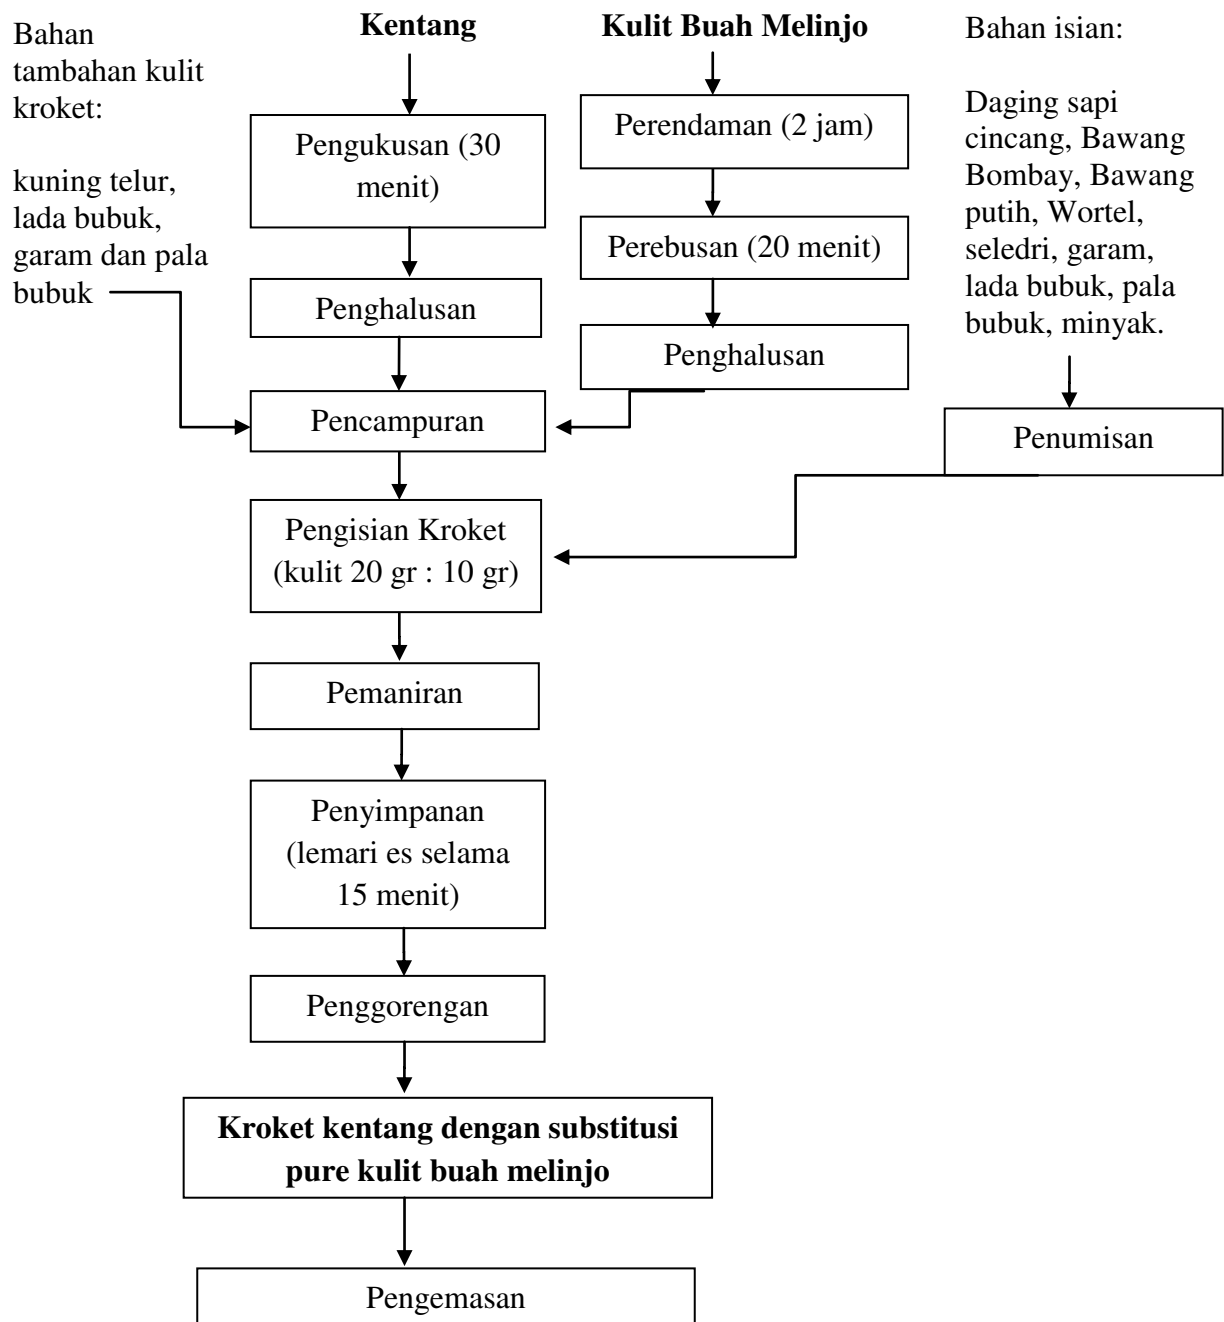 Bahan
tambahan kulit
kroket:
kuning telur,
lada bubuk,
garam dan pala
bubuk
Kentang
Pengukusan (30
menit)
Penghalusan
Kulit Buah Melinjo
Perendaman (2 jam)
Perebusan (20 menit)
Penghalusan
Bahan isian:
Daging sapi
cincang, Bawang
Bombay, Bawang
putih, Wortel,
seledri, garam,
lada bubuk, pala
bubuk, minyak.
Penumisan
Pencampuran
Pengisian Kroket
(kulit 20 gr : 10 gr)
Pemaniran
Penyimpanan
(lemari es selama
15 menit)
Penggorengan
Kroket kentang dengan substitusi
pure kulit buah melinjo
Pengemasan